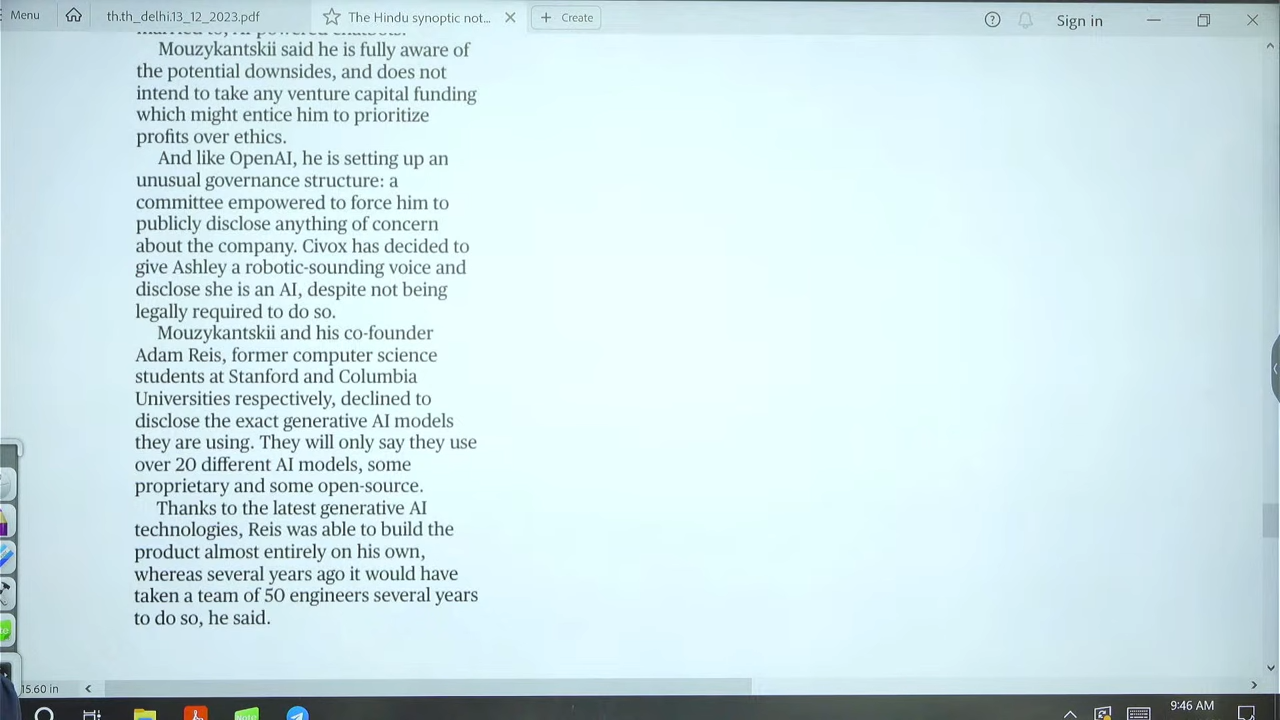 Menu
th.th_delhi.13_12_2023.pdf
The Hindu synoptic not...
Create
Sign in
Mouzykantskii said he is fully aware of
the potential downsides, and does not
intend to take any venture capital funding
which might entice him to prioritize
profits over ethics.
And like OpenAI, he is setting up an
unusual governance structure: a
committee empowered to force him to
publicly disclose anything of concern
about the company. Civox has decided to
give Ashley a robotic-sounding voice and
disclose she is an AI, despite not being
legally required to do so.
Mouzykantskii and his co-founder
Adam Reis, former computer science
students at Stanford and Columbia
Universities respectively, declined to
disclose the exact generative AI models
they are using. They will only say they use
over 20 different AI models, some
proprietary and some open-source.
Thanks to the latest generative AI
technologies, Reis was able to build the
product almost entirely on his own,
whereas several years ago it would have
taken a team of 50 engineers several years
to do so, he said.
15.60 in
9:46 AM